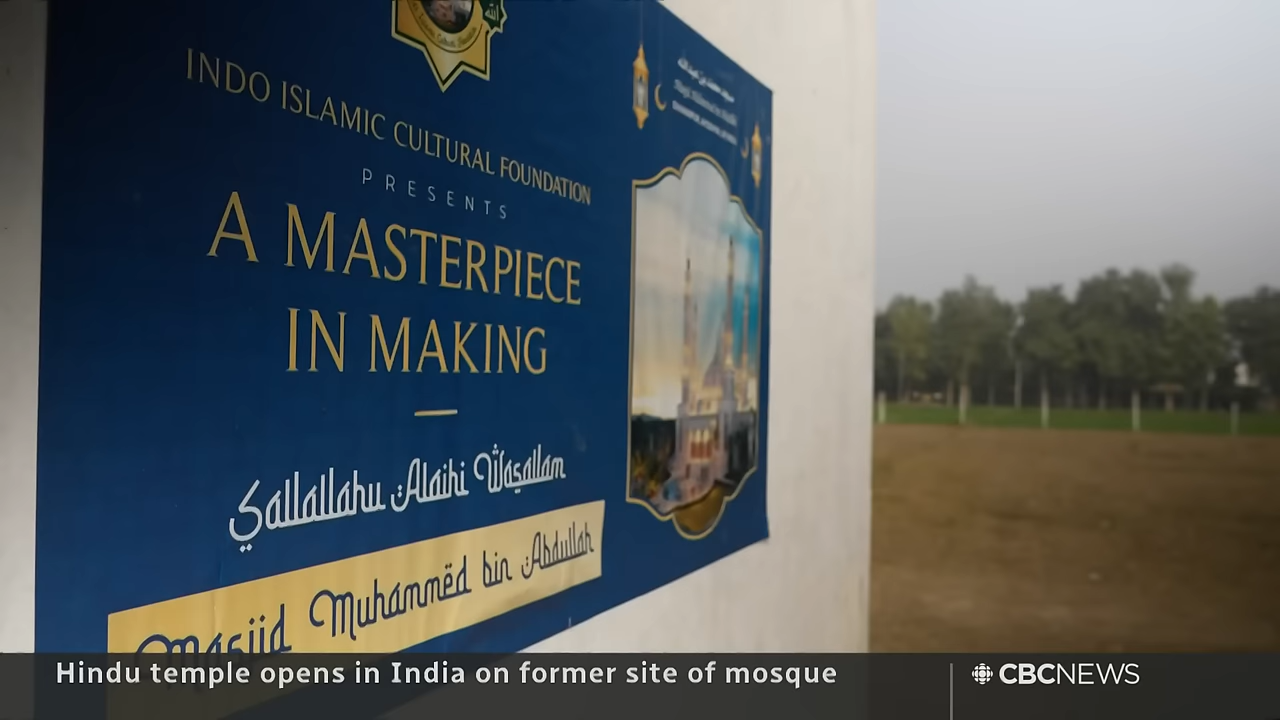 INDO ISLAMIC CULTURAL FOUNDATION
PRESENTS
A MASTERPIECE
IN MAKING
Sallallahu Alaihi Wasallam
Masjid Muhammed bin Abdullah
Hindu temple opens in India on former site of mosque
CBCNEWS